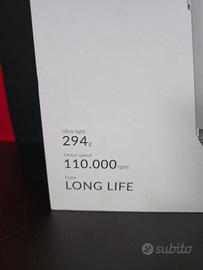 Ultra-light
294g
Motor speed
110.000rpm
Extra
LONG LIFE
subito